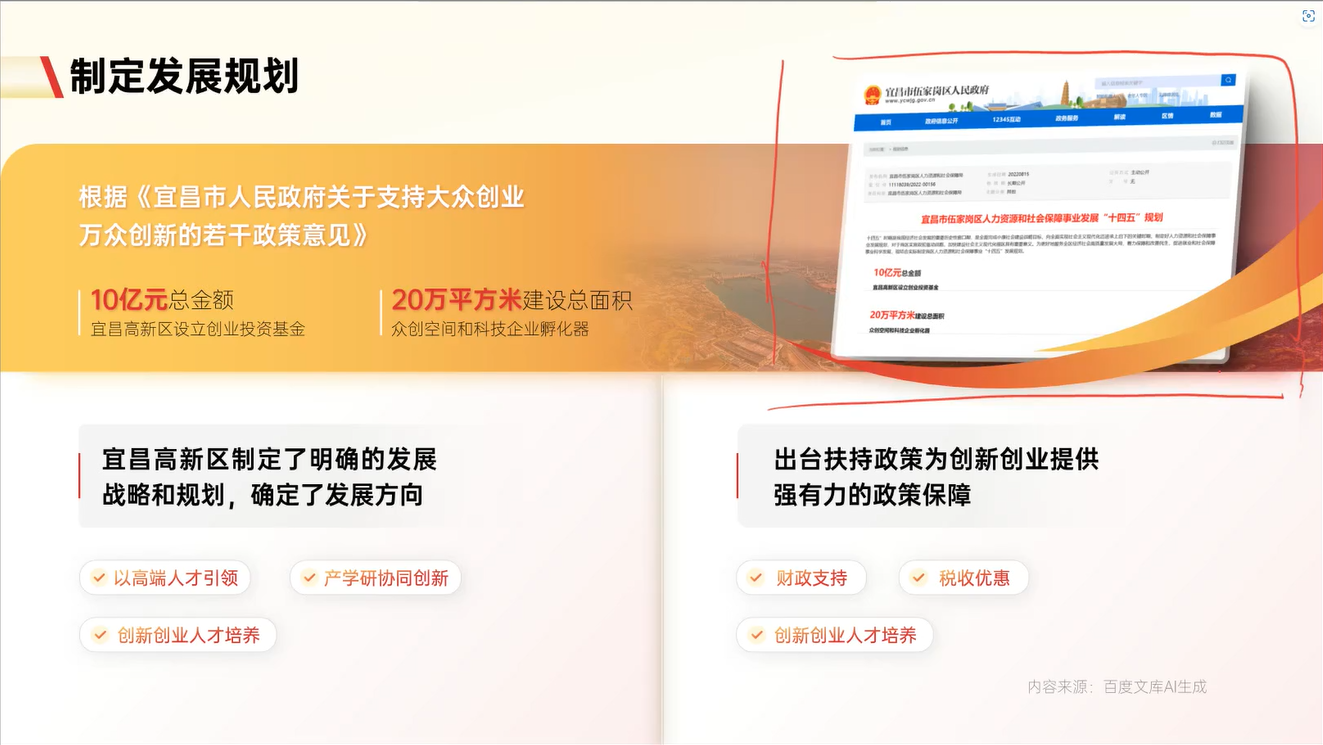 制定发展规划
根据《宜昌市人民政府关于支持大众创业
万众创新的若干政策意见》
10亿元总金额
宜昌高新区设立创业投资基金
20万平方米建设总面积
众创空间和科技企业孵化器
宜昌市伍家岗区人民政府
www.ycwjg.gov.cn
首页 政府信息公开 12345互动 政务服务 解读 区情 数据
宜昌市伍家岗区人力资源和社会保障事业发展“十四五”规划
10亿元总金额
宜昌高新区设立创业投资基金
20万平方米建设总面积
众创空间和科技企业孵化器
宜昌高新区制定了明确的发展
战略和规划，确定了发展方向
以高端人才引领
产学研协同创新
创新创业人才培养
出台扶持政策为创新创业提供
强有力的政策保障
财政支持
税收优惠
创新创业人才培养
内容来源：百度文库AI生成